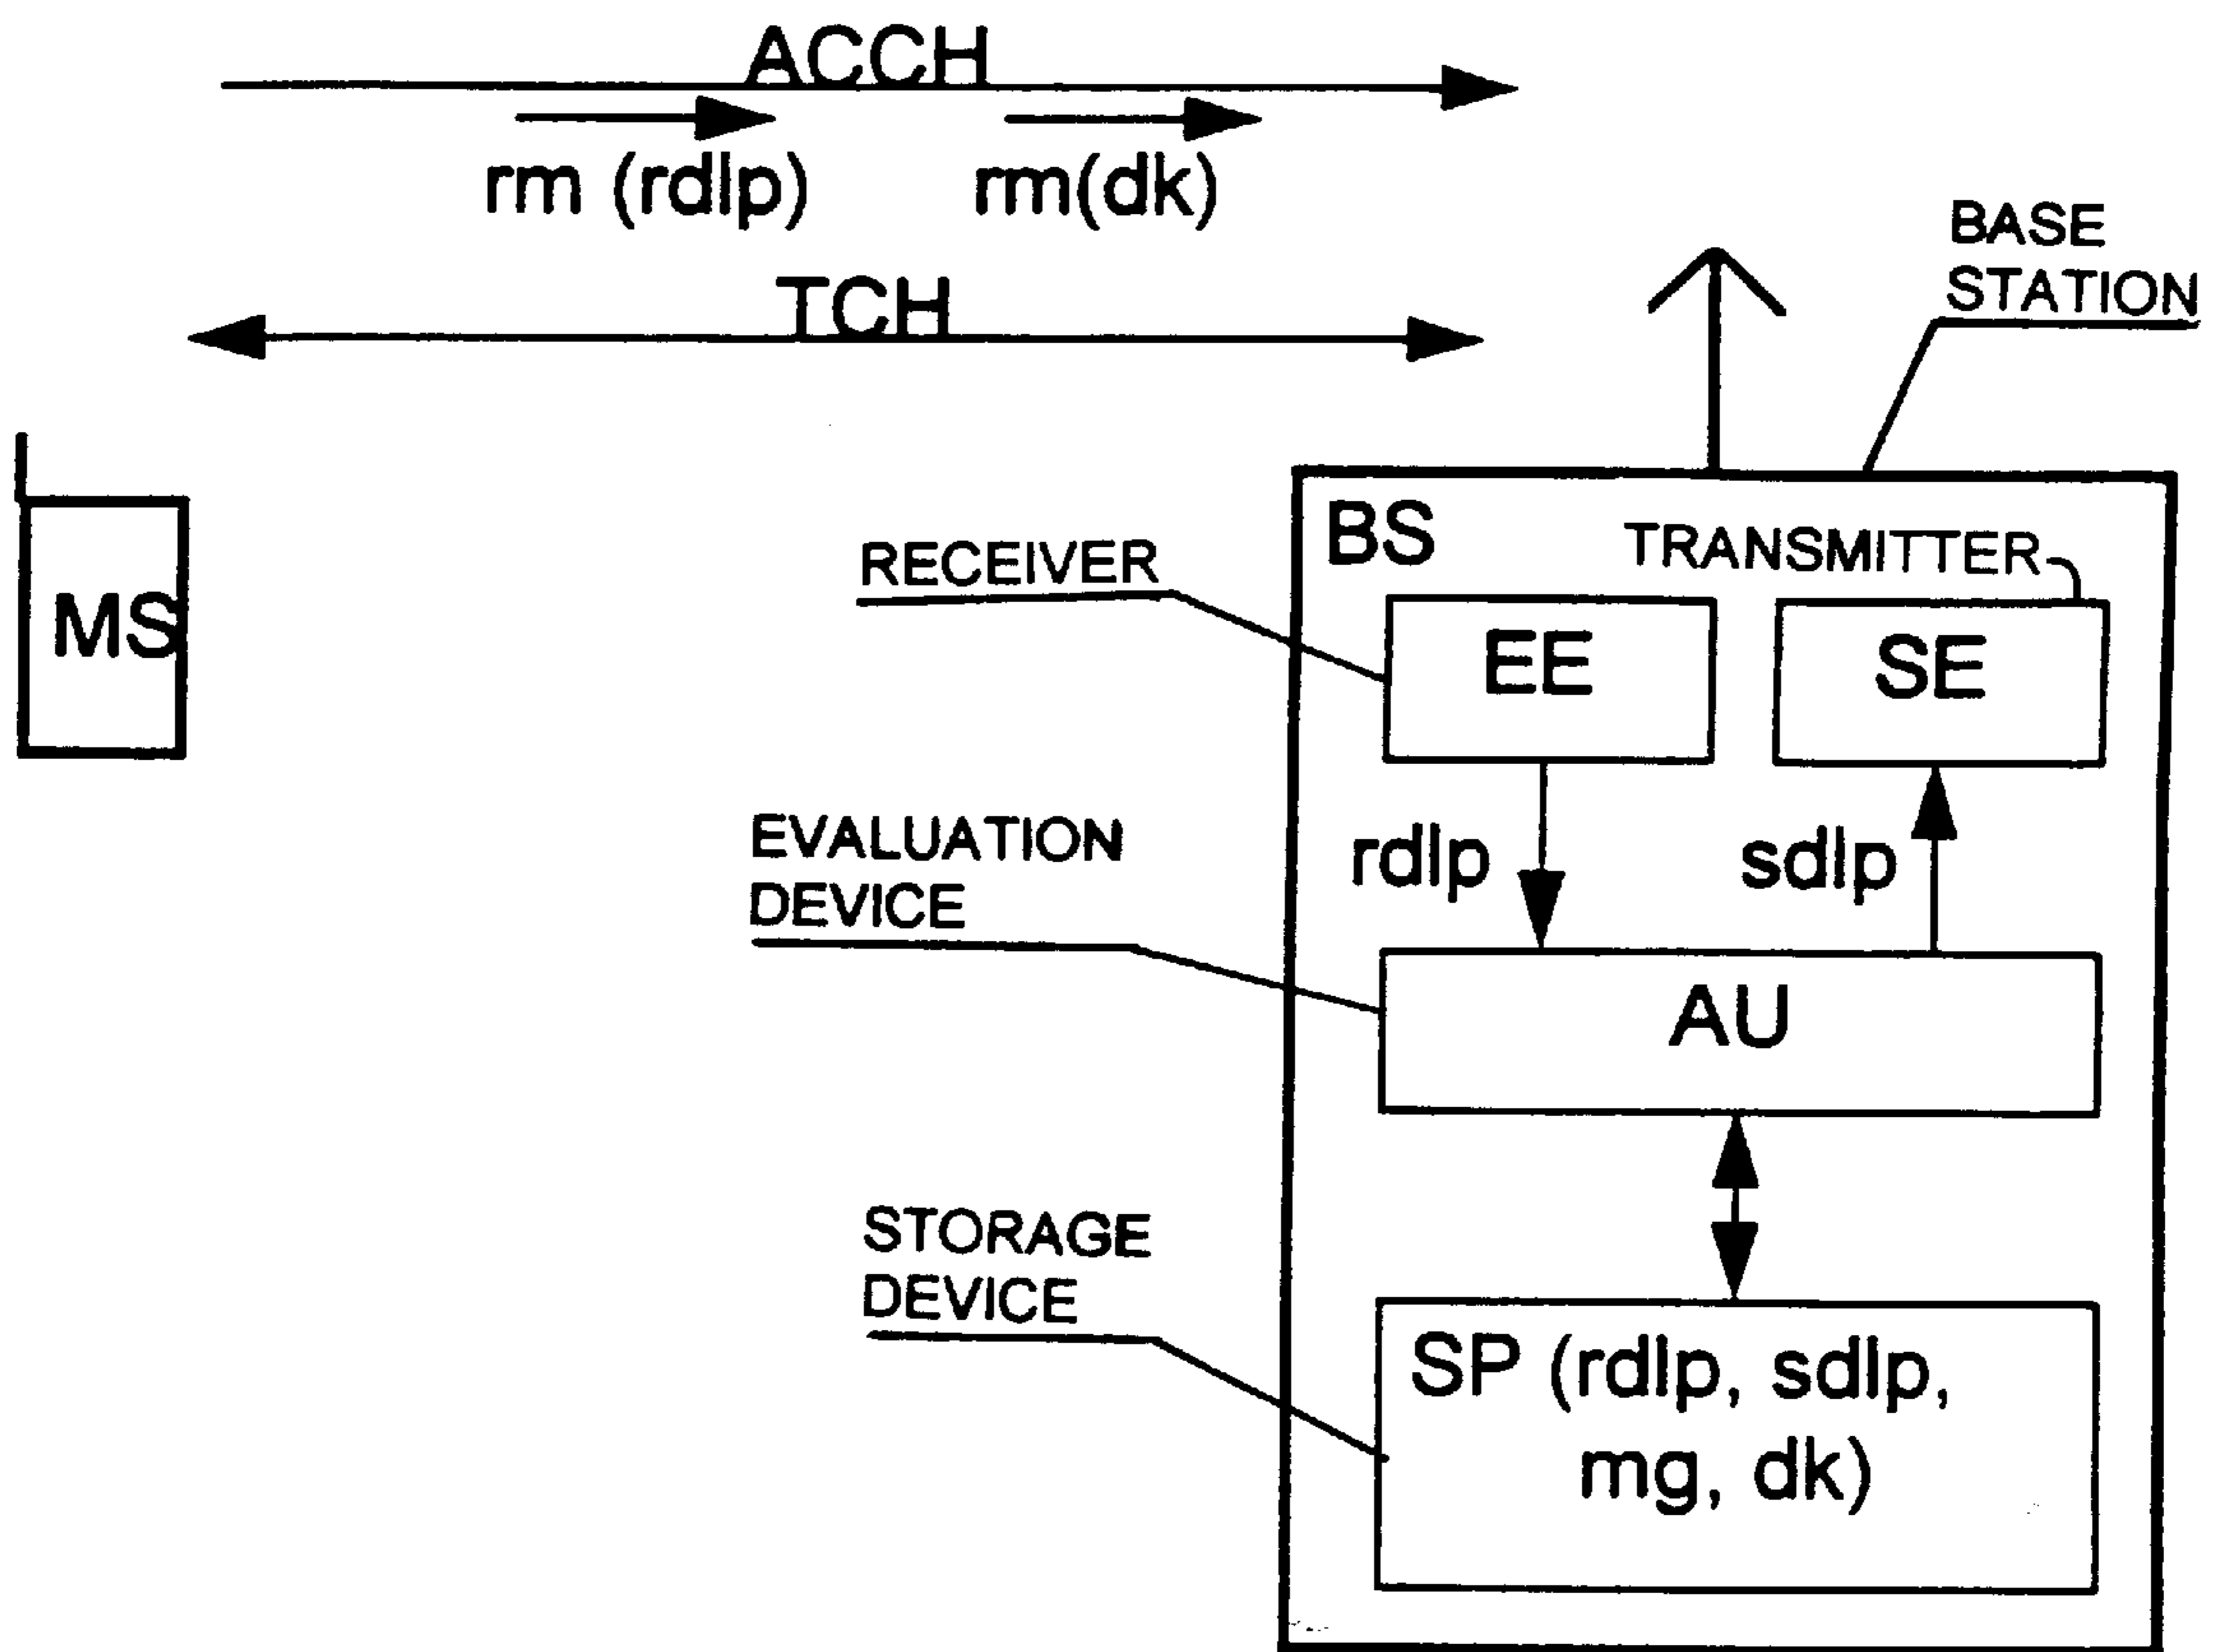 ACCH
rm (rdlp)
rm(dk)
TCH
BASE
STATION
MS
BS
RECEIVER
TRANSMITTER
EE
SE
EVALUATION
DEVICE
rdlp
sdlp
AU
STORAGE
DEVICE
SP (rdlp, sdlp,
mg, dk)